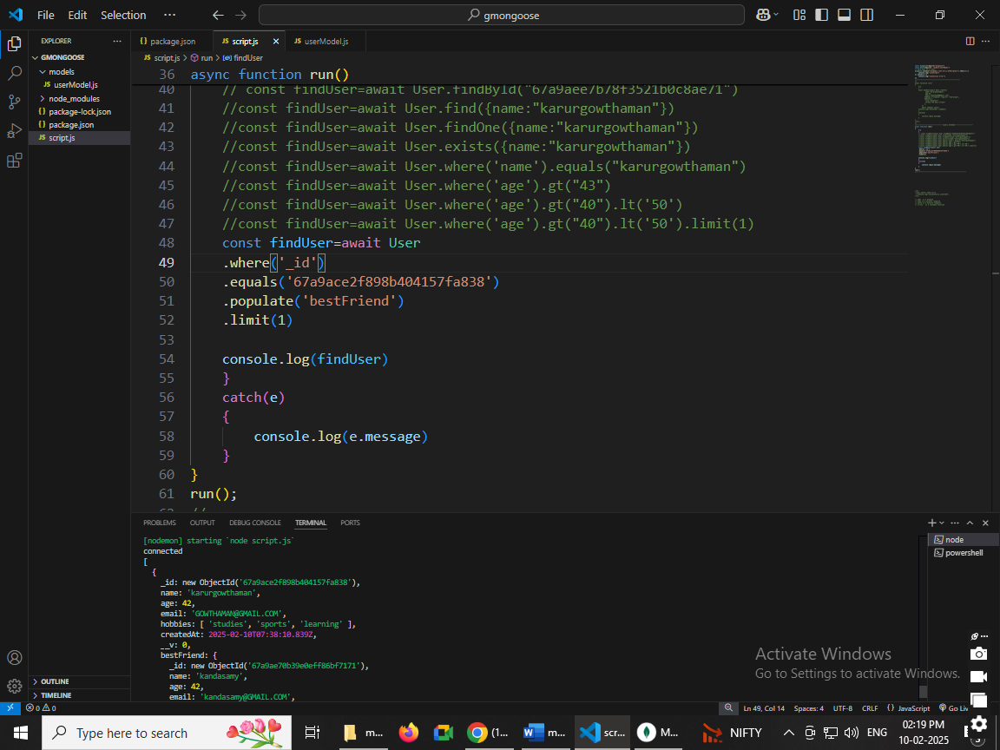 File Edit Selection ··· gmongoose
EXPLORER ···
GMONGOOSE
models
JS userModel.js
node_modules
{} package-lock.json
{} package.json
JS script.js
OUTLINE
TIMELINE
{} package.json JS script.js JS userModel.js
JS script.js > run > findUser
36 async function run()
40 // const findUser=await User.findById("67a9aee7b78f3521b0c8ae71")
41 //const findUser=await User.find({name:"karurgowthaman"})
42 //const findUser=await User.findOne({name:"karurgowthaman"})
43 //const findUser=await User.exists({name:"karurgowthaman"})
44 //const findUser=await User.where('name').equals("karurgowthaman")
45 //const findUser=await User.where('age').gt("43")
46 //const findUser=await User.where('age').gt("40").lt('50')
47 //const findUser=await User.where('age').gt("40").lt('50').limit(1)
48 const findUser=await User
49 .where('_id')
50 .equals('67a9ace2f898b404157fa838')
51 .populate('bestFriend')
52 .limit(1)
53
54 console.log(findUser)
55 }
56 catch(e)
57 {
58 console.log(e.message)
59 }
60 }
61 run();
PROBLEMS OUTPUT DEBUG CONSOLE TERMINAL PORTS
node
powershell
[nodemon] starting `node script.js`
connected
[
{
_id: new ObjectId('67a9ace2f898b404157fa838'),
name: 'karurgowthaman',
age: 42,
email: 'GOWTHAMAN@GMAIL.COM',
hobbies: [ 'studies', 'sports', 'learning' ],
createdAt: 2025-02-10T07:38:10.839Z,
__v: 0,
bestFriend: {
_id: new ObjectId('67a9ae70b39e0eff86bf7171'),
name: 'kandasamy',
age: 42,
email: 'kandasamy@GMAIL.COM',
Activate Windows
Go to Settings to activate Windows.
0 0 Ln 49, Col 14 Spaces: 4 UTF-8 CRLF {} JavaScript Go Liv
Type here to search m... (1... m... scr... M... NIFTY ENG 02:19 PM
10-02-2025